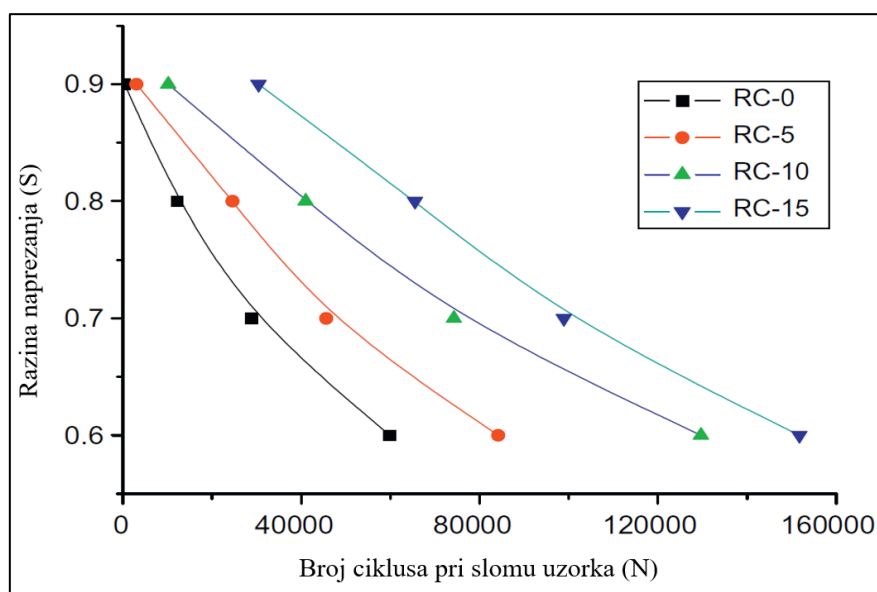 Razina naprezanja (S)
0.9
0.8
0.7
0.6
RC-0
RC-5
RC-10
RC-15
0
40000
80000
120000
160000
Broj ciklusa pri slomu uzorka (N)